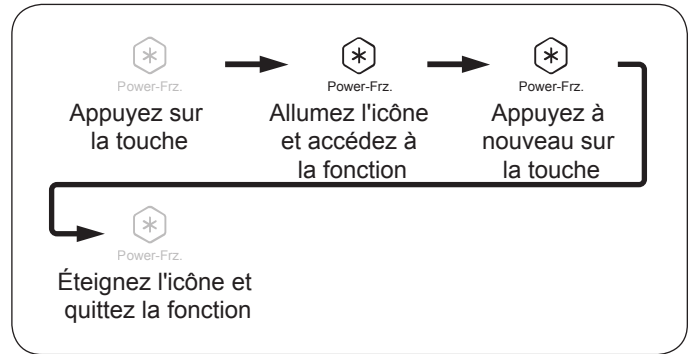 Power-Frz.
Appuyez sur
la touche
Power-Frz.
Allumez l'icône
et accédez à
la fonction
Power-Frz.
Appuyez à
nouveau sur
la touche
Power-Frz.
Éteignez l'icône et
quittez la fonction